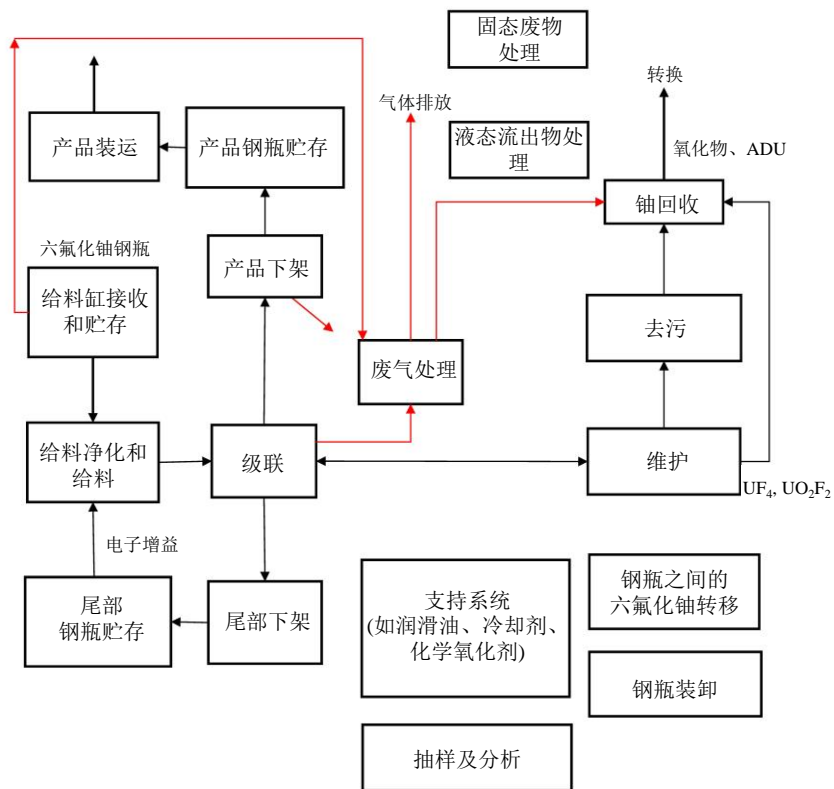 固态废物
处理
转换
气体排放
产品装运
产品钢瓶贮存
液态流出物处
理
氧化物、ADU
铀回收
六氟化铀钢瓶
产品下架
给料缸接收
和贮存
去污
废气处理
给料净化和
给料
级联
维护
UF₄, UO₂F₂
电子增益
尾部
钢瓶贮存
尾部下架
支持系统
(如润滑油、冷却剂、
化学氧化剂)
钢瓶之间的
六氟化铀转移
钢瓶装卸
抽样及分析